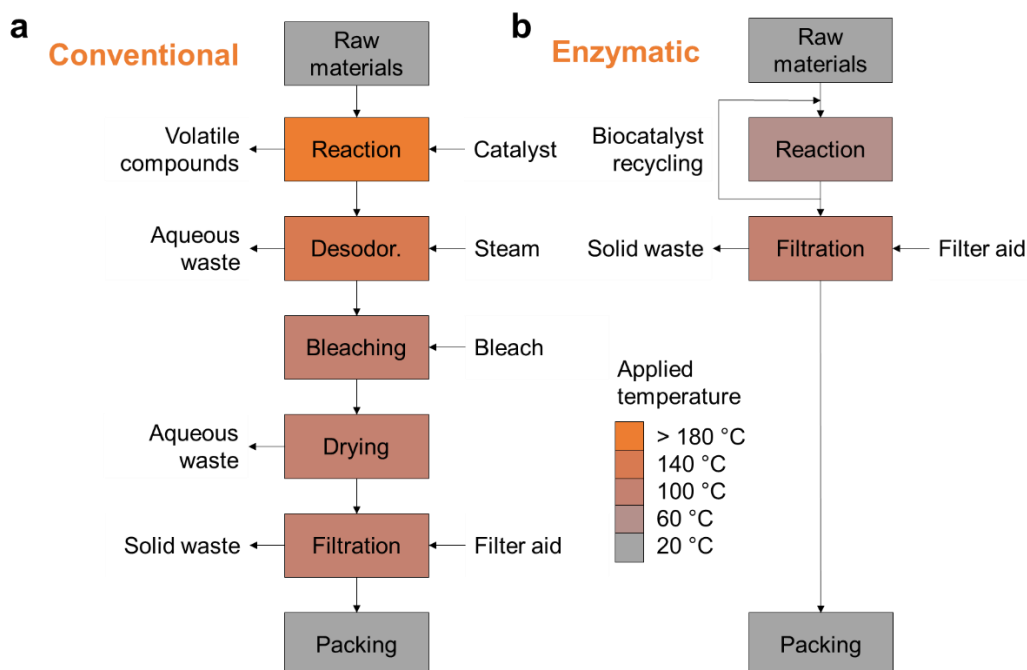 a
Conventional
Raw
materials
Volatile
compounds
Reaction
Catalyst
Aqueous
waste
Desodor.
Steam
Bleaching
Bleach
Aqueous
waste
Drying
Solid waste
Filtration
Filter aid
Packing
b
Enzymatic
Raw
materials
Biocatalyst
recycling
Reaction
Solid waste
Filtration
Filter aid
Applied
temperature
> 180 °C
140 °C
100 °C
60 °C
20 °C
Packing